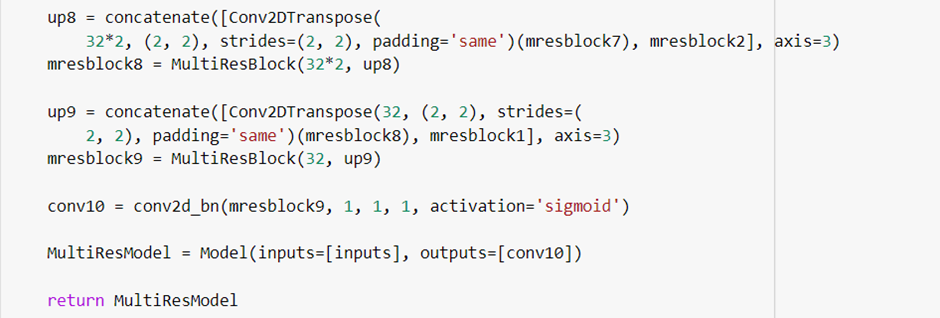 up8 = concatenate([Conv2DTranspose(
    32*2, (2, 2), strides=(2, 2), padding='same')(mresblock7), mresblock2], axis=3)
mresblock8 = MultiResBlock(32*2, up8)

up9 = concatenate([Conv2DTranspose(32, (2, 2), strides=(
    2, 2), padding='same')(mresblock8), mresblock1], axis=3)
mresblock9 = MultiResBlock(32, up9)

conv10 = conv2d_bn(mresblock9, 1, 1, 1, activation='sigmoid')

MultiResModel = Model(inputs=[inputs], outputs=[conv10])

return MultiResModel